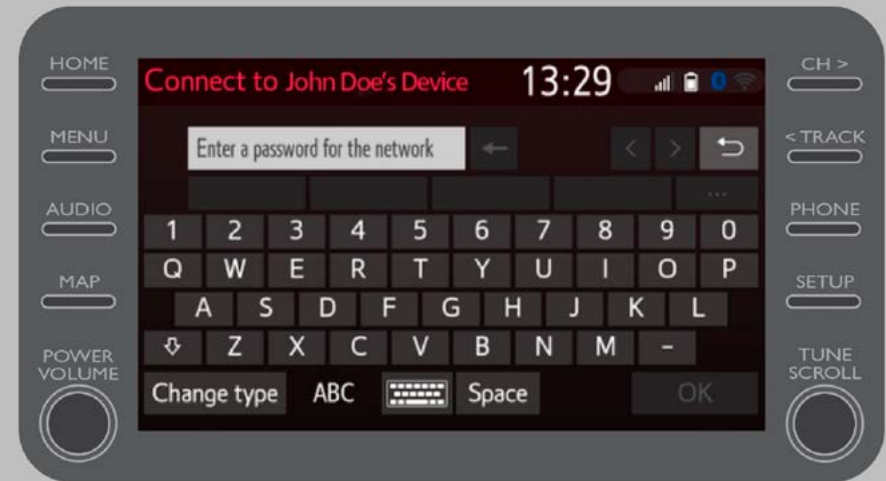 HOME
CH >
Connect to John Doe's Device 13:29
MENU
< TRACK
Enter a password for the network
...
AUDIO
PHONE
1 2 3 4 5 6 7 8 9 0
Q W E R T Y U I O P
MAP
SETUP
A S D F G H J K L
Z X C V B N M -
POWER
VOLUME
TUNE
SCROLL
Change type ABC Space OK